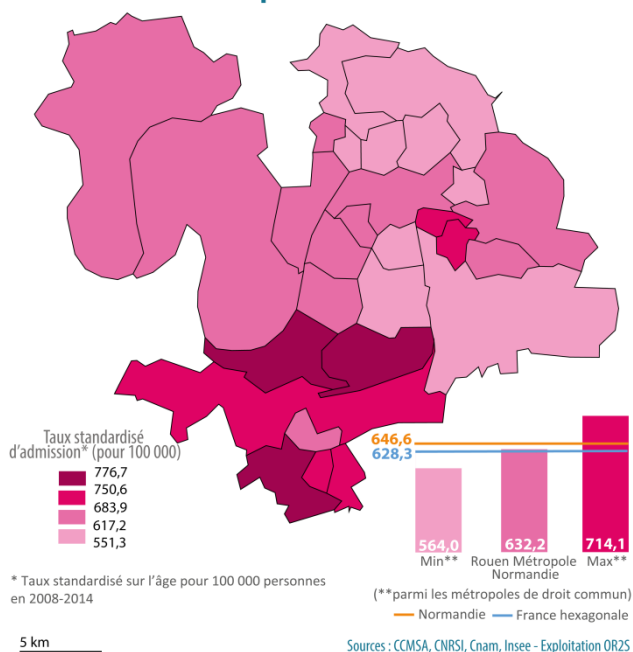 Taux standardisé
d'admission* (pour 100 000)
776,7
750,6
683,9
617,2
551,3
646,6
628,3
564,0
632,2
714,1
Min**
Rouen Métropole
Normandie
Max**
(**parmi les métropoles de droit commun)
Normandie
France hexagonale
* Taux standardisé sur l'âge pour 100 000 personnes
en 2008-2014
5 km
Sources : CCMSA, CNRSI, Cnam, Insee - Exploitation OR2S